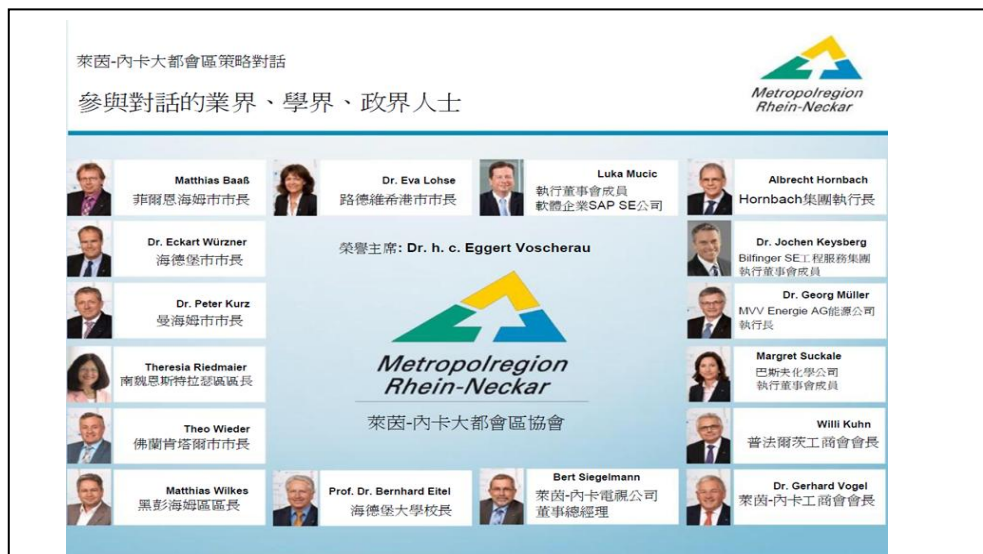 萊茵-內卡大都會區策略對話
參與對話的業界、學界、政界人士
Metropolregion
Rhein-Neckar
Matthias Baaß
菲爾恩海姆市市長
Dr. Eva Lohse
路德維希港市市長
Luka Mucic
執行董事會成員
軟體企業SAP SE公司
Albrecht Hornbach
Hornbach集團執行長
Dr. Eckart Würzner
海德堡市市長
榮譽主席: Dr. h. c. Eggert Voscherau
Dr. Jochen Keysberg
Bilfinger SE工程服務集團
執行董事會成員
Dr. Peter Kurz
曼海姆市市長
Dr. Georg Müller
MVV Energie AG能源公司
執行長
Metropolregion
Rhein-Neckar
Theresia Riedmaier
南魏恩斯特拉瑟區區長
Margret Suckale
巴斯夫化學公司
執行董事會成員
萊茵-內卡大都會區協會
Theo Wieder
佛蘭肯塔爾市市長
Willi Kuhn
普法爾茨工商會會長
Matthias Wilkes
黑彭海姆區區長
Prof. Dr. Bernhard Eitel
海德堡大學校長
Bert Siegelmann
萊茵-內卡電視公司
董事總經理
Dr. Gerhard Vogel
萊茵-內卡工商會會長